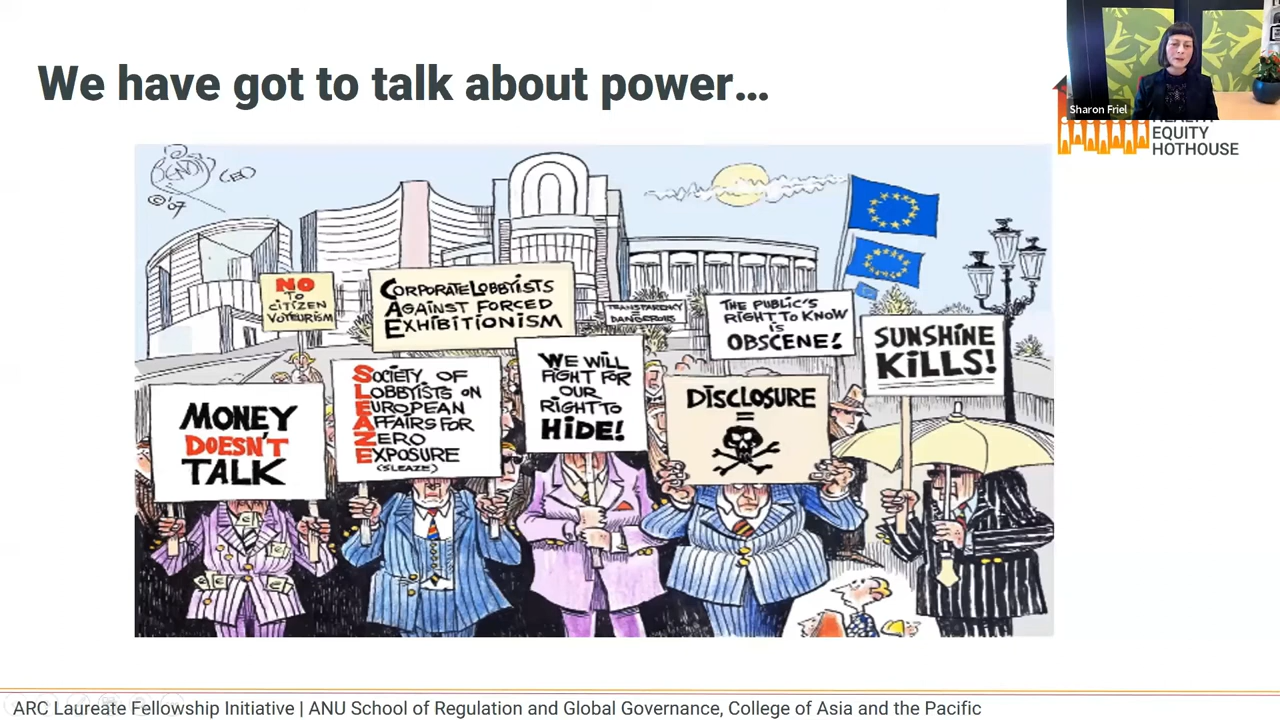 We have got to talk about power...
Sharon Friel
EQUITY
HOTHOUSE
BENDIB
CEO
©'07
NO
TO
CITIZEN
VOYEURISM
CORPORATE LOBBYISTS
AGAINST FORCED
EXHIBITIONISM
TRANSPARENCY
=
DANGEROUS
THE PUBLIC'S
RIGHT TO KNOW
IS
OBSCENE!
SUNSHINE
KILLS!
MONEY
DOESN'T
TALK
SOCIETY OF
LOBBYISTS ON
EUROPEAN
AFFAIRS FOR
ZERO
EXPOSURE
(SLEAZE)
WE WILL
FIGHT FOR
OUR
RIGHT TO
HIDE!
DISCLOSURE
=
ARC Laureate Fellowship Initiative | ANU School of Regulation and Global Governance, College of Asia and the Pacific